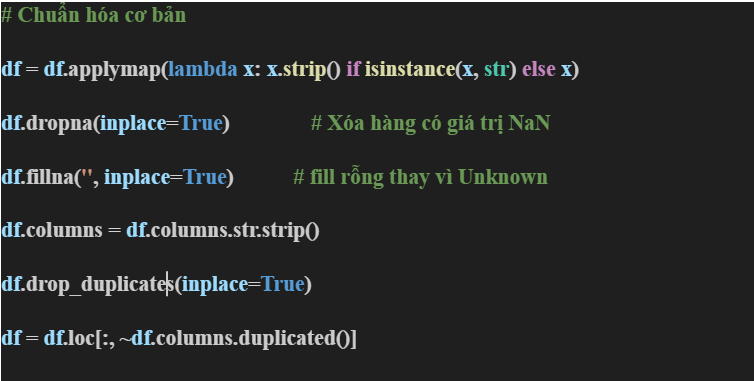 # Chuẩn hóa cơ bản
df = df.applymap(lambda x: x.strip() if isinstance(x, str) else x)
df.dropna(inplace=True) # Xóa hàng có giá trị NaN
df.fillna('', inplace=True) # fill rỗng thay vì Unknown
df.columns = df.columns.str.strip()
df.drop_duplicates(inplace=True)
df = df.loc[:, ~df.columns.duplicated()]